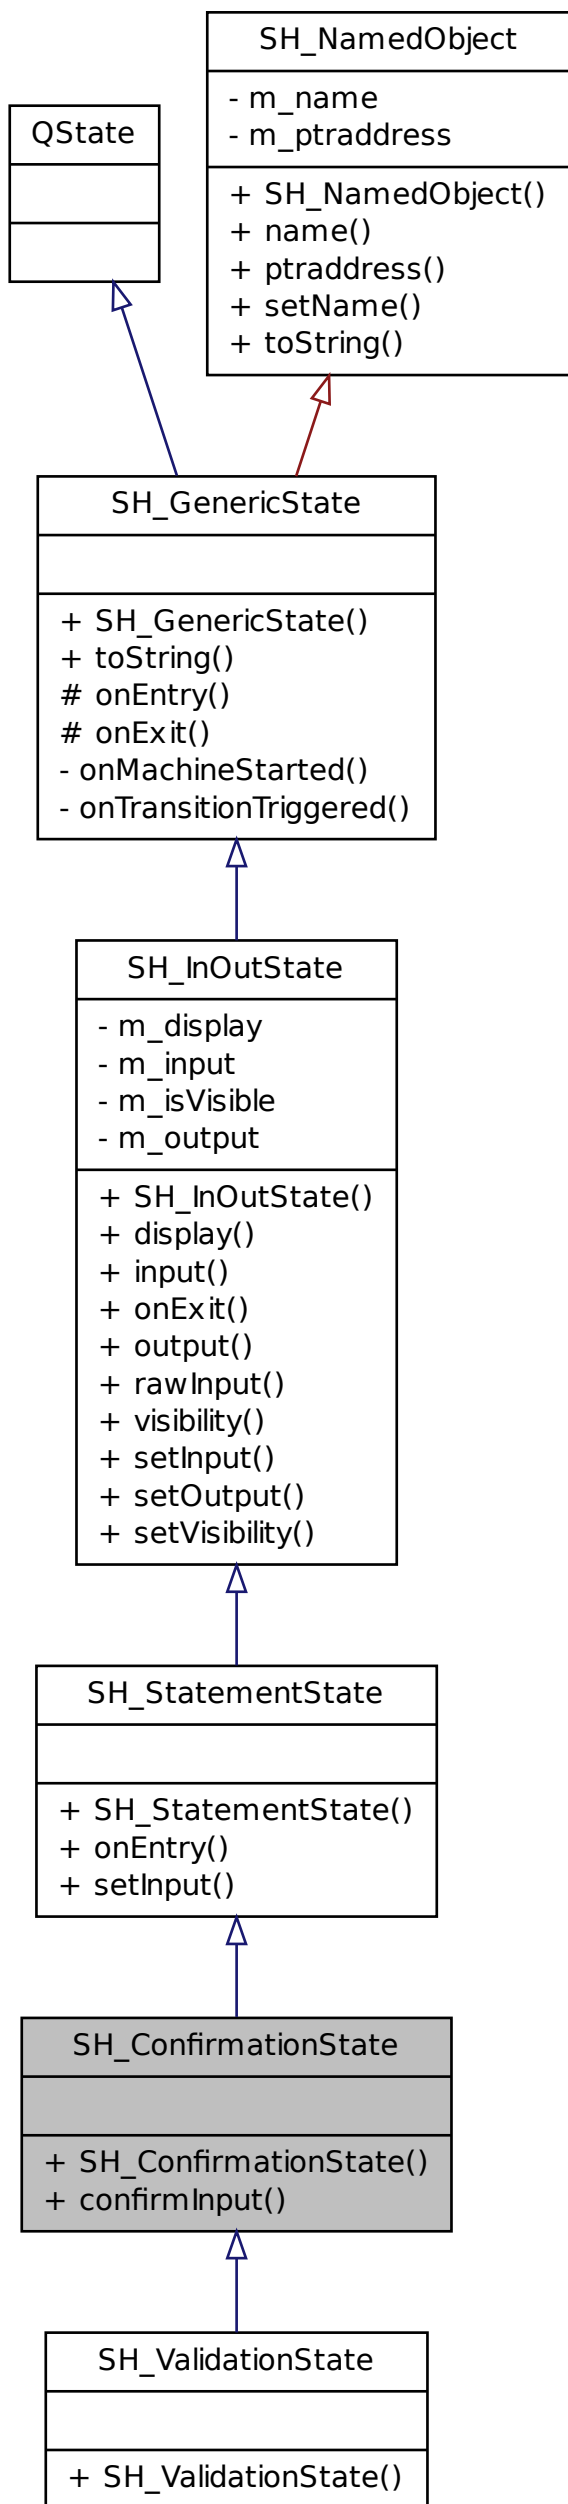 SH_NamedObject
- m_name
- m_ptraddress
+ SH_NamedObject()
+ name()
+ ptraddress()
+ setName()
+ toString()
QState
SH_GenericState
+ SH_GenericState()
+ toString()
# onEntry()
# onExit()
- onMachineStarted()
- onTransitionTriggered()
SH_InOutState
- m_display
- m_input
- m_isVisible
- m_output
+ SH_InOutState()
+ display()
+ input()
+ onExit()
+ output()
+ rawInput()
+ visibility()
+ setInput()
+ setOutput()
+ setVisibility()
SH_StatementState
+ SH_StatementState()
+ onEntry()
+ setInput()
SH_ConfirmationState
+ SH_ConfirmationState()
+ confirmInput()
SH_ValidationState
+ SH_ValidationState()